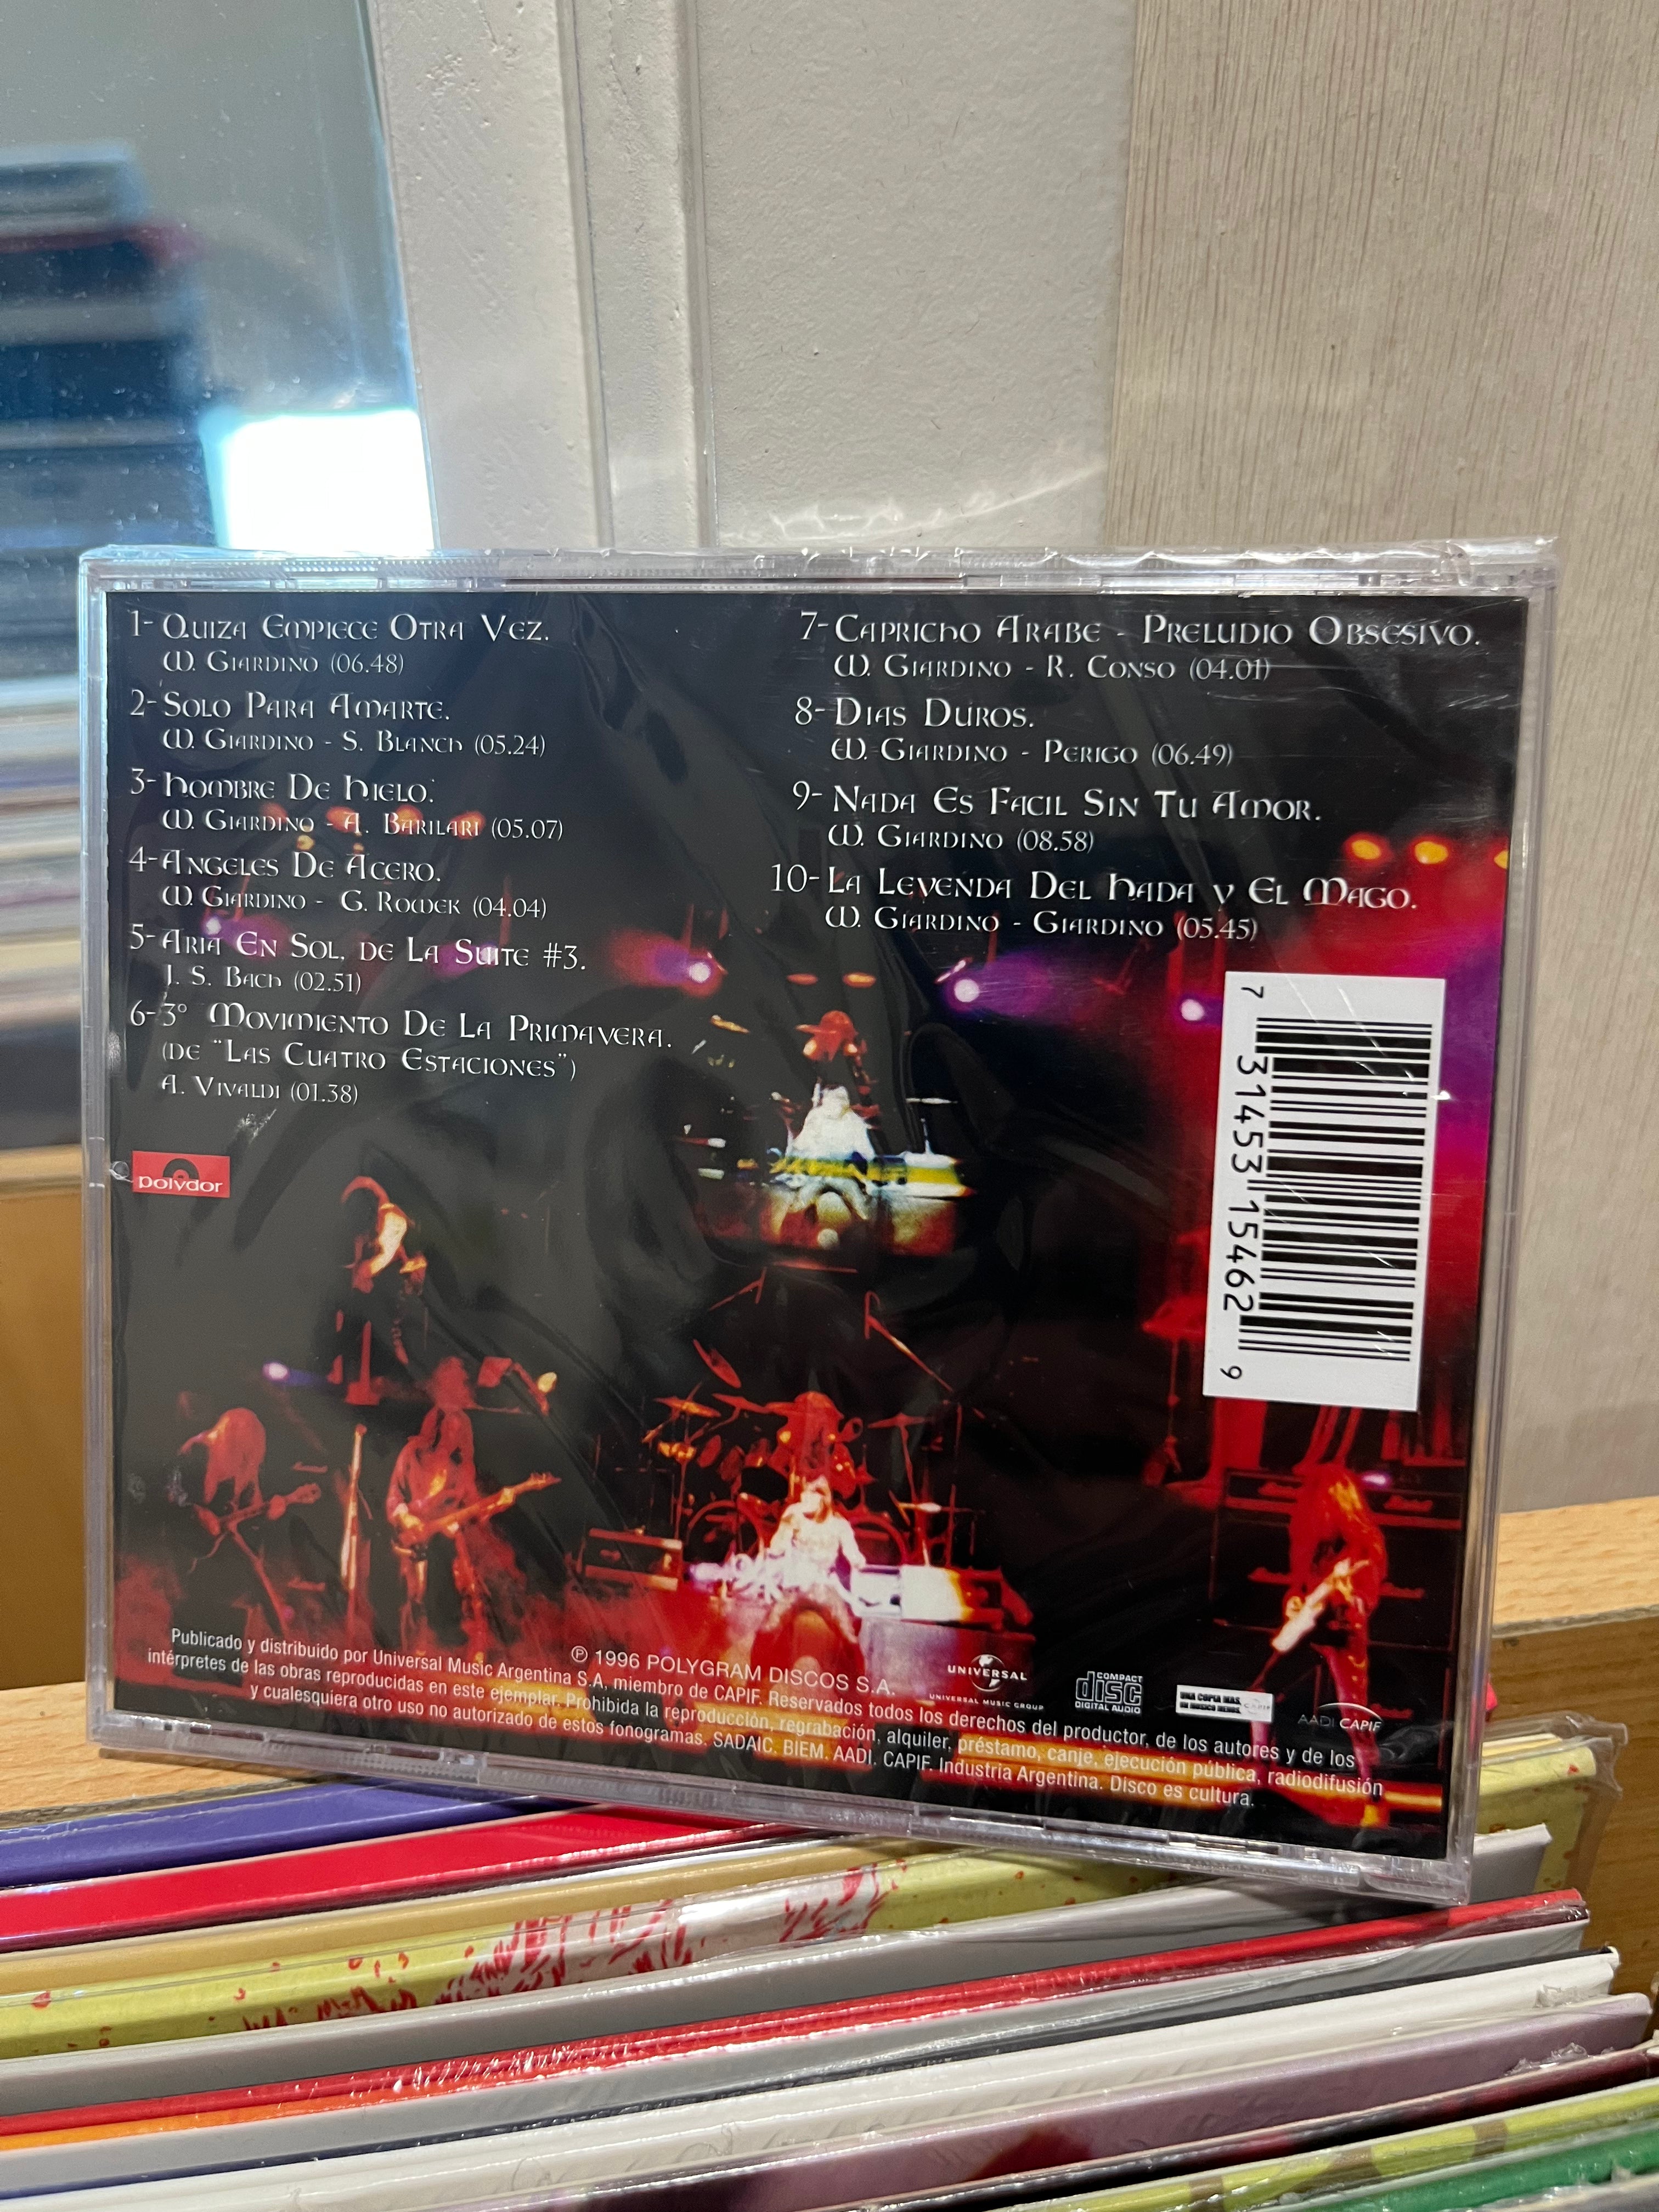 1- Quiza Empiece Otra Vez.
W. Giardino (06.48)
2- Solo Para Amarte.
W. Giardino - S. Blanch (05.24)
3- Hombre De Hielo.
W. Giardino - A. Barilari (05.07)
4- Angeles De Acero.
W. Giardino - G. Rowek (04.04)
5- Aria En Sol, de La Suite #3.
J. S. Bach (02.51)
6- 3° Movimiento De La Primavera.
(de "Las Cuatro Estaciones")
A. Vivaldi (01.38)
7- Capricho Arabe - Preludio Obsesivo.
W. Giardino - R. Conso (04.01)
8- Dias Duros.
W. Giardino - Perigo (06.49)
9- Nada Es Facil Sin Tu Amor.
W. Giardino (08.58)
10- La Leyenda Del Hada y El Mago.
W. Giardino - Giardino (05.45)
7 31453 15462 9
polydor
℗ 1996 POLYGRAM DISCOS S.A.
UNIVERSAL
UNIVERSAL MUSIC GROUP
COMPACT
disc
DIGITAL AUDIO
UNA COPIA MAS,
UN MUSICO MENOS.
CAPIF
AADI CAPIF
Publicado y distribuido por Universal Music Argentina S.A, miembro de CAPIF. Reservados todos los derechos del productor, de los autores y de los
intérpretes de las obras reproducidas en este ejemplar. Prohibida la reproducción, regrabación, alquiler, préstamo, canje, ejecución pública, radiodifusión
y cualesquiera otro uso no autorizado de estos fonogramas. SADAIC. BIEM. AADI. CAPIF. Industria Argentina. Disco es cultura.